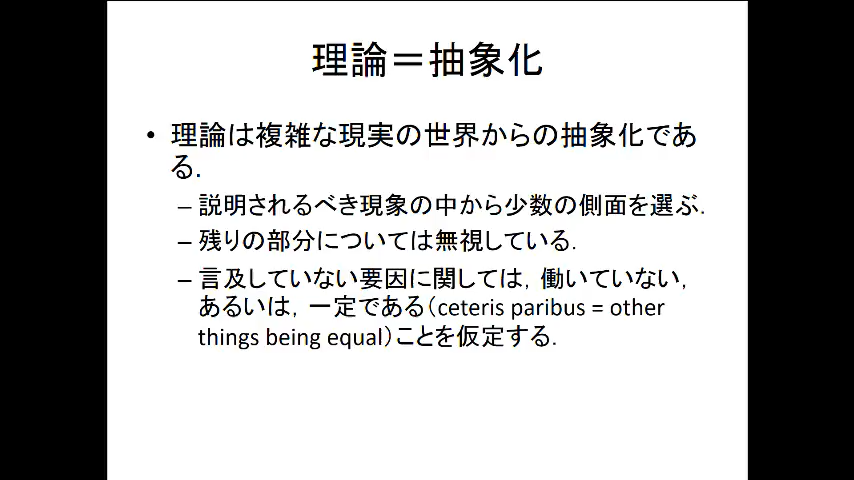 理論＝抽象化
• 理論は複雑な現実の世界からの抽象化であ
る.
– 説明されるべき現象の中から少数の側面を選ぶ.
– 残りの部分については無視している.
– 言及していない要因に関しては, 働いていない,
あるいは, 一定である（ceteris paribus = other
things being equal）ことを仮定する.